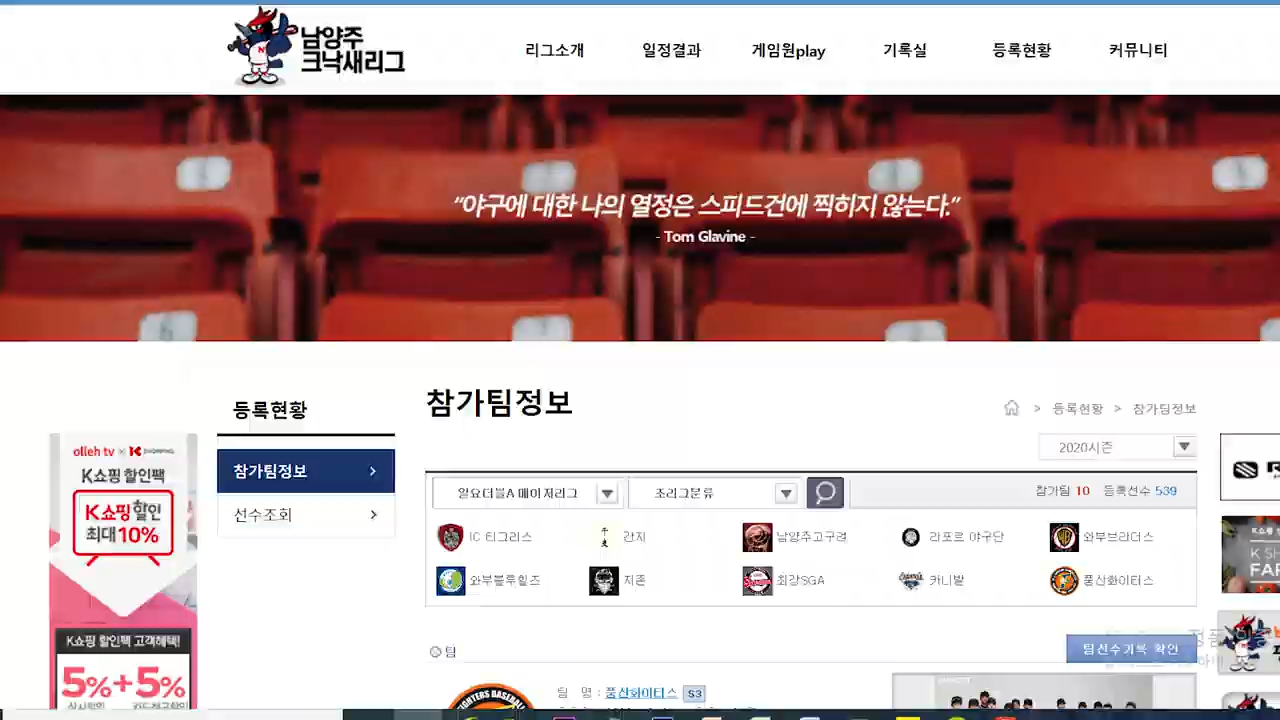 남양주
크낙새리그
리그소개 일정결과 게임원play 기록실 등록현황 커뮤니티
“야구에 대한 나의 열정은 스피드건에 찍히지 않는다.”
- Tom Glavine -
등록현황
참가팀정보
선수조회
참가팀정보
> 등록현황 > 참가팀정보
2020시즌
일요더블A 메이저리그 조리그분류 참가팀 10 등록선수 539
IC 티그리스 간지 남양주고구려 라포르 야구단 와부브라더스
와부블루휠즈 지존 최강SGA 카니발 풍산화이터스
팀
팀선수기록 확인
팀 명 : 풍산화이터스 S3
olleh tv × K SHOPPING
K쇼핑 할인팩
K쇼핑할인
최대10%
K쇼핑 할인팩 고객혜택!
5%+5%
K S
FAR